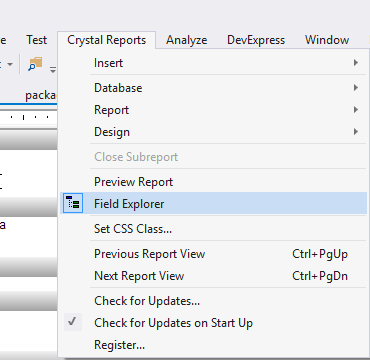 e Test Crystal Reports Analyze DevExpress Window
Insert
packa
Database
Report
Design
Close Subreport
Preview Report
Field Explorer
a
Set CSS Class...
Previous Report View Ctrl+PgUp
Next Report View Ctrl+PgDn
Check for Updates...
Check for Updates on Start Up
Register...